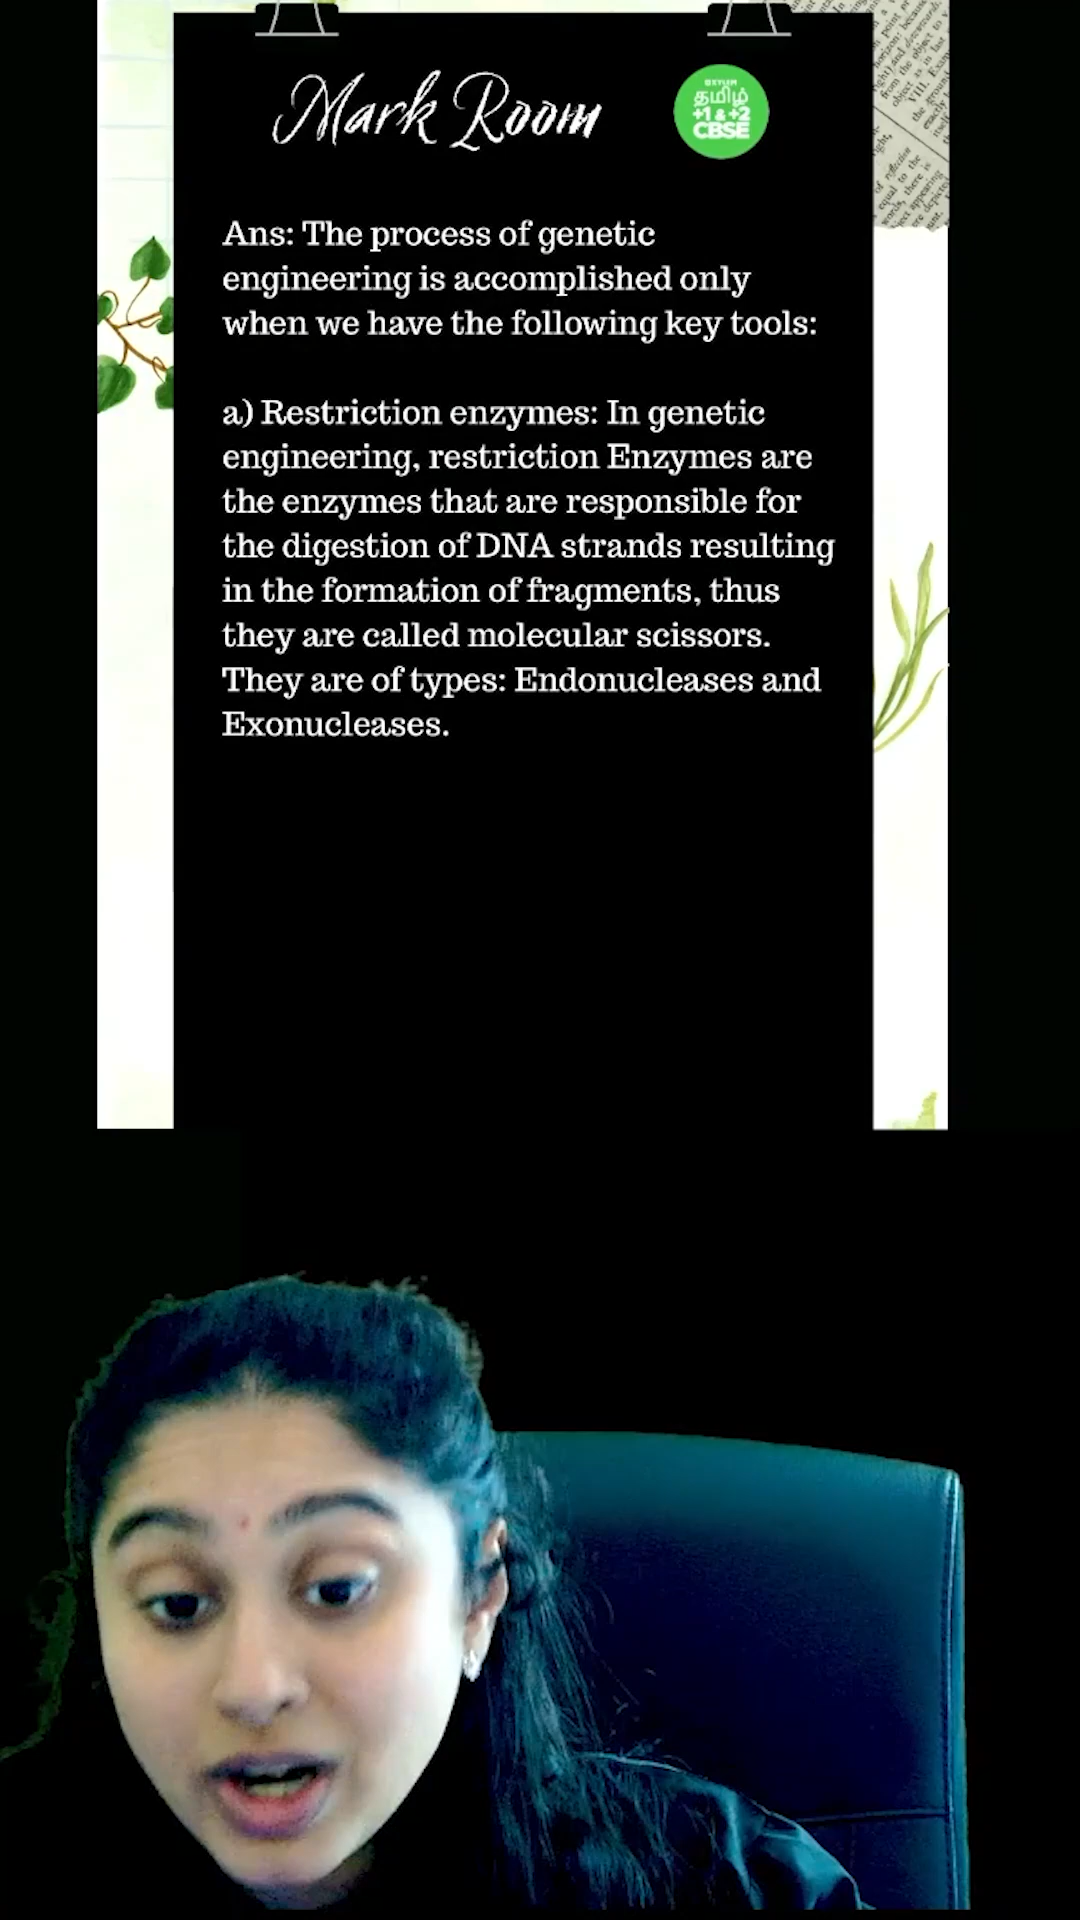 Mark Room
தமிழ்
+1 & +2
CBSE
Ans: The process of genetic
engineering is accomplished only
when we have the following key tools:
a) Restriction enzymes: In genetic
engineering, restriction Enzymes are
the enzymes that are responsible for
the digestion of DNA strands resulting
in the formation of fragments, thus
they are called molecular scissors.
They are of types: Endonucleases and
Exonucleases.